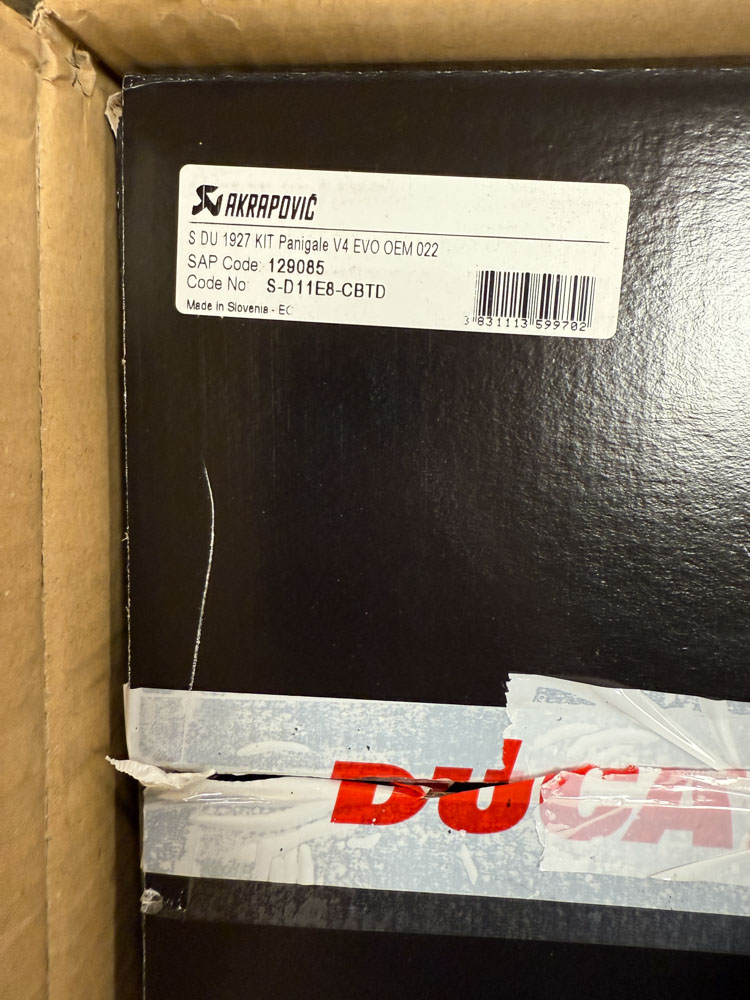 AKRAPOVIČ
S DU 1927 KIT Panigale V4 EVO OEM 022
SAP Code: 129085
Code No: S-D11E8-CBTD
Made in Slovenia - EC
3 831113 599702
DUCA